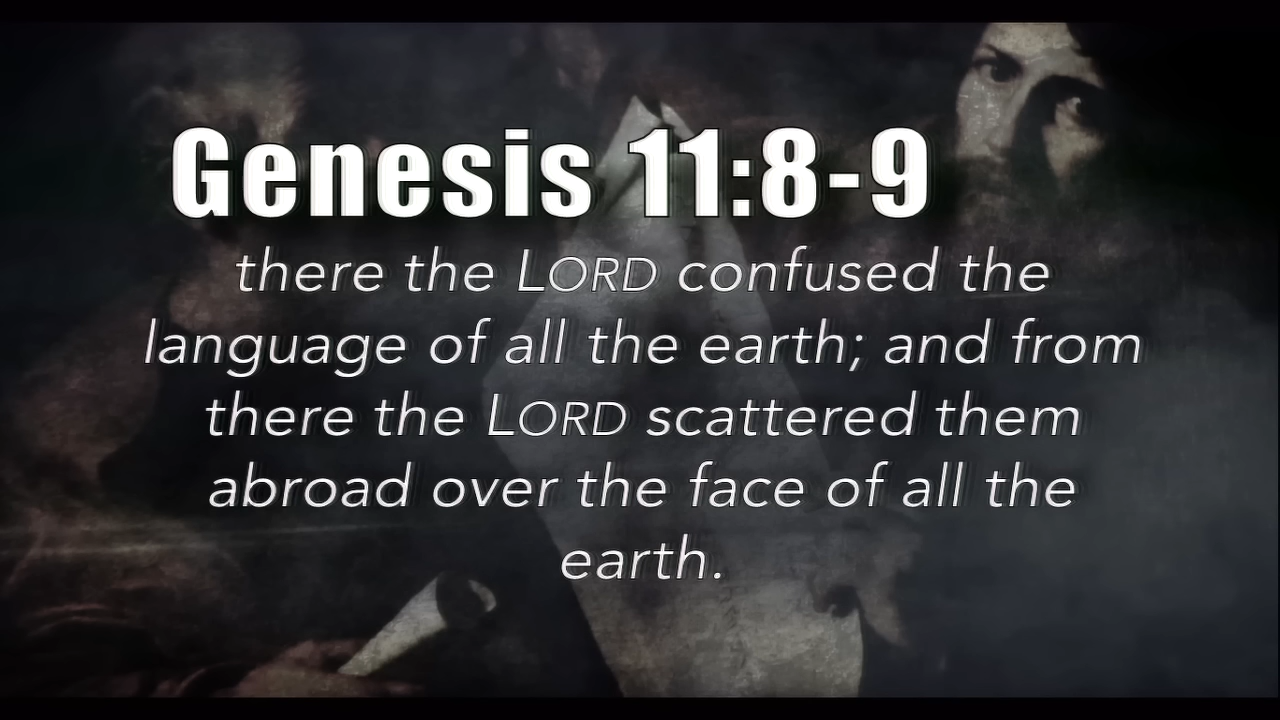 Genesis 11:8-9
there the LORD confused the
language of all the earth; and from
there the LORD scattered them
abroad over the face of all the
earth.